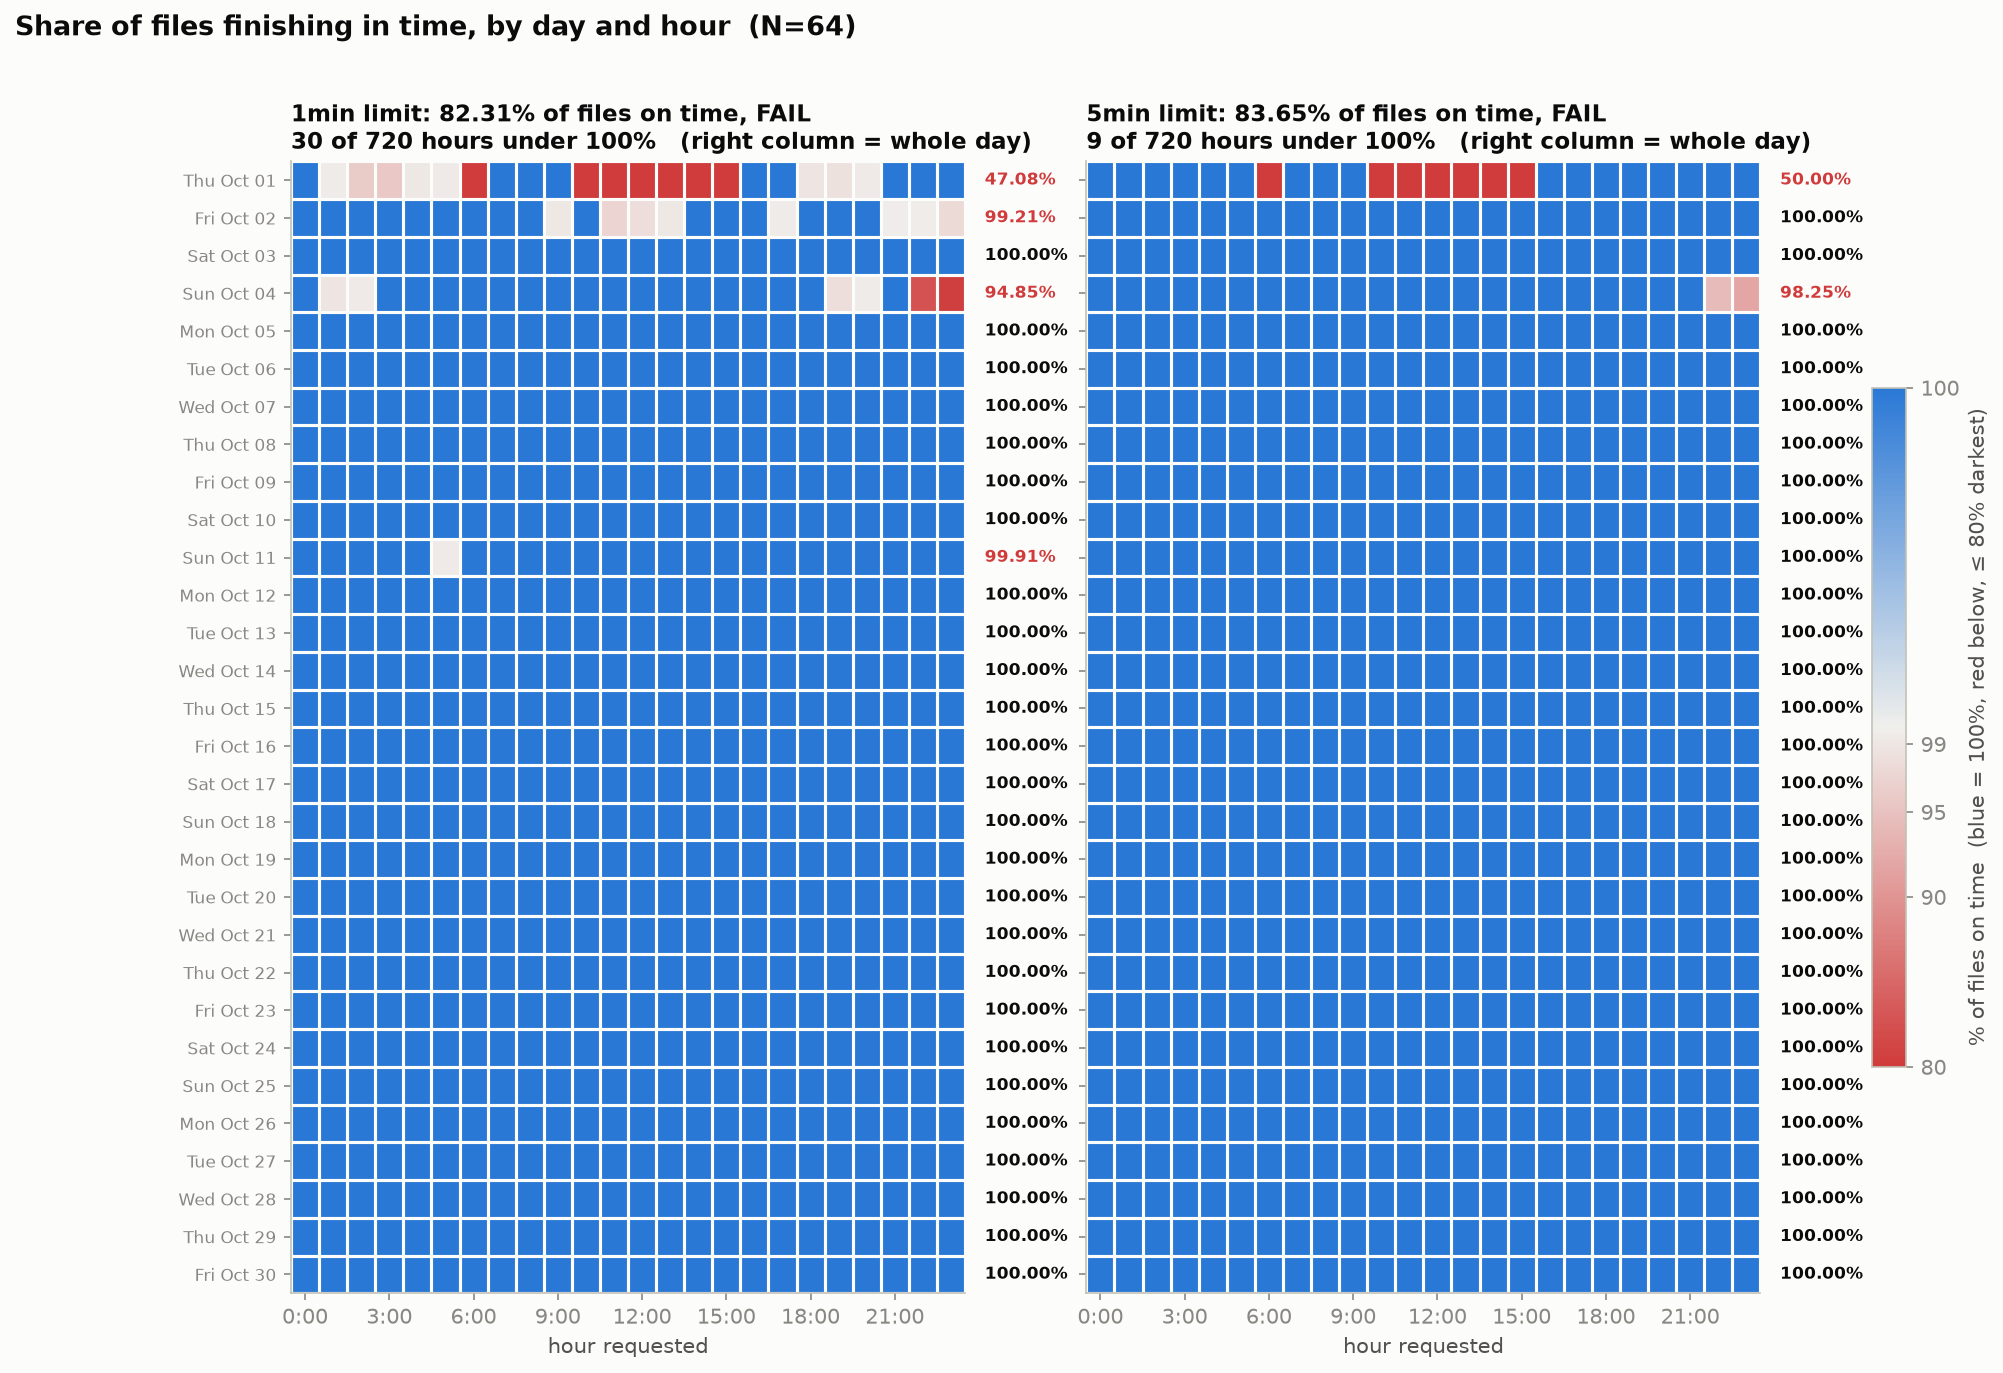 Share of files finishing in time, by day and hour (N=64)
1min limit: 82.31% of files on time, FAIL
30 of 720 hours under 100% (right column = whole day)
5min limit: 83.65% of files on time, FAIL
9 of 720 hours under 100% (right column = whole day)
Thu Oct 01 47.08% 50.00%
Fri Oct 02 99.21% 100.00%
Sat Oct 03 100.00% 100.00%
Sun Oct 04 94.85% 98.25%
Mon Oct 05 100.00% 100.00%
Tue Oct 06 100.00% 100.00%
Wed Oct 07 100.00% 100.00%
Thu Oct 08 100.00% 100.00%
Fri Oct 09 100.00% 100.00%
Sat Oct 10 100.00% 100.00%
Sun Oct 11 99.91% 100.00%
Mon Oct 12 100.00% 100.00%
Tue Oct 13 100.00% 100.00%
Wed Oct 14 100.00% 100.00%
Thu Oct 15 100.00% 100.00%
Fri Oct 16 100.00% 100.00%
Sat Oct 17 100.00% 100.00%
Sun Oct 18 100.00% 100.00%
Mon Oct 19 100.00% 100.00%
Tue Oct 20 100.00% 100.00%
Wed Oct 21 100.00% 100.00%
Thu Oct 22 100.00% 100.00%
Fri Oct 23 100.00% 100.00%
Sat Oct 24 100.00% 100.00%
Sun Oct 25 100.00% 100.00%
Mon Oct 26 100.00% 100.00%
Tue Oct 27 100.00% 100.00%
Wed Oct 28 100.00% 100.00%
Thu Oct 29 100.00% 100.00%
Fri Oct 30 100.00% 100.00%
0:00 3:00 6:00 9:00 12:00 15:00 18:00 21:00
hour requested
0:00 3:00 6:00 9:00 12:00 15:00 18:00 21:00
hour requested
100
99
95
90
80
% of files on time (blue = 100%, red below, ≤ 80% darkest)